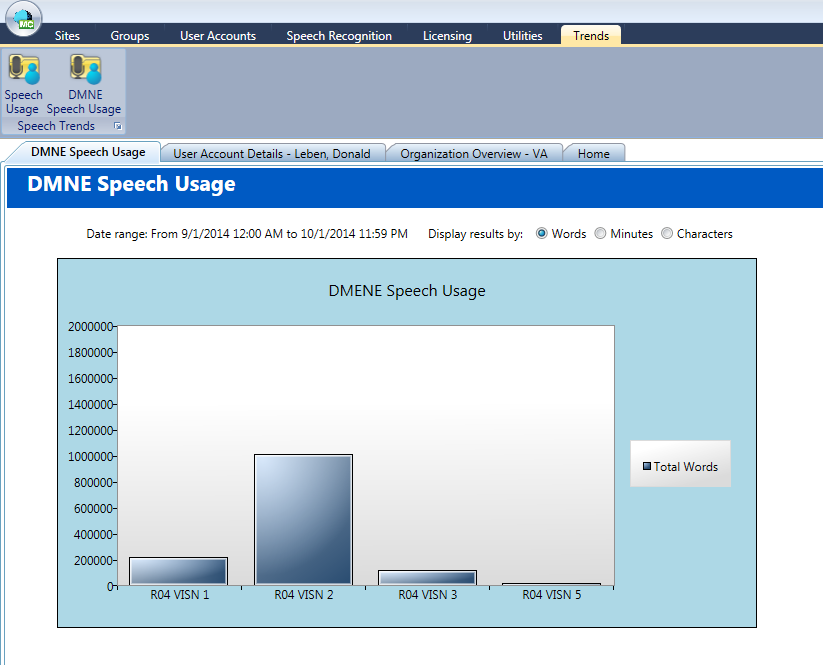 MC
Sites Groups User Accounts Speech Recognition Licensing Utilities Trends
Speech Usage
DMNE Speech Usage
Speech Trends
DMNE Speech Usage User Account Details - Leben, Donald Organization Overview - VA Home
DMNE Speech Usage
Date range: From 9/1/2014 12:00 AM to 10/1/2014 11:59 PM Display results by: Words Minutes Characters
DMENE Speech Usage
2000000
1800000
1600000
1400000
1200000
1000000
800000
600000
400000
200000
0
Total Words
R04 VISN 1 R04 VISN 2 R04 VISN 3 R04 VISN 5